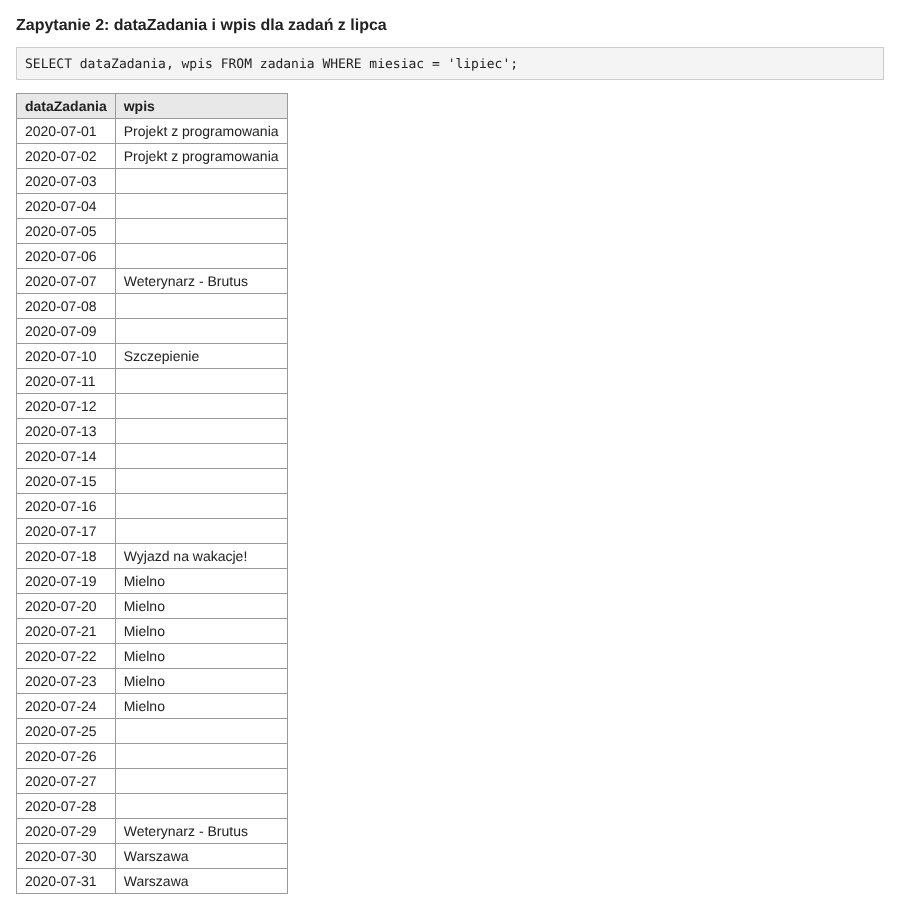 Zapytanie 2: dataZadania i wpis dla zadań z lipca
SELECT dataZadania, wpis FROM zadania WHERE miesiac = 'lipiec';
dataZadania wpis
2020-07-01 Projekt z programowania
2020-07-02 Projekt z programowania
2020-07-03
2020-07-04
2020-07-05
2020-07-06
2020-07-07 Weterynarz - Brutus
2020-07-08
2020-07-09
2020-07-10 Szczepienie
2020-07-11
2020-07-12
2020-07-13
2020-07-14
2020-07-15
2020-07-16
2020-07-17
2020-07-18 Wyjazd na wakacje!
2020-07-19 Mielno
2020-07-20 Mielno
2020-07-21 Mielno
2020-07-22 Mielno
2020-07-23 Mielno
2020-07-24 Mielno
2020-07-25
2020-07-26
2020-07-27
2020-07-28
2020-07-29 Weterynarz - Brutus
2020-07-30 Warszawa
2020-07-31 Warszawa